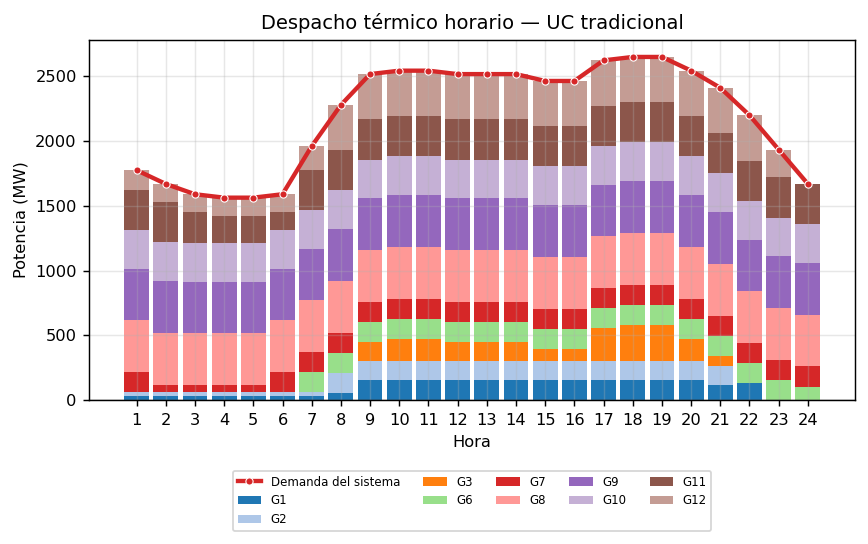 Despacho térmico horario — UC tradicional
Potencia (MW)
2500
2000
1500
1000
500
0
1 2 3 4 5 6 7 8 9 10 11 12 13 14 15 16 17 18 19 20 21 22 23 24
Hora
Demanda del sistema G3 G7 G9 G11
G1 G6 G8 G10 G12
G2